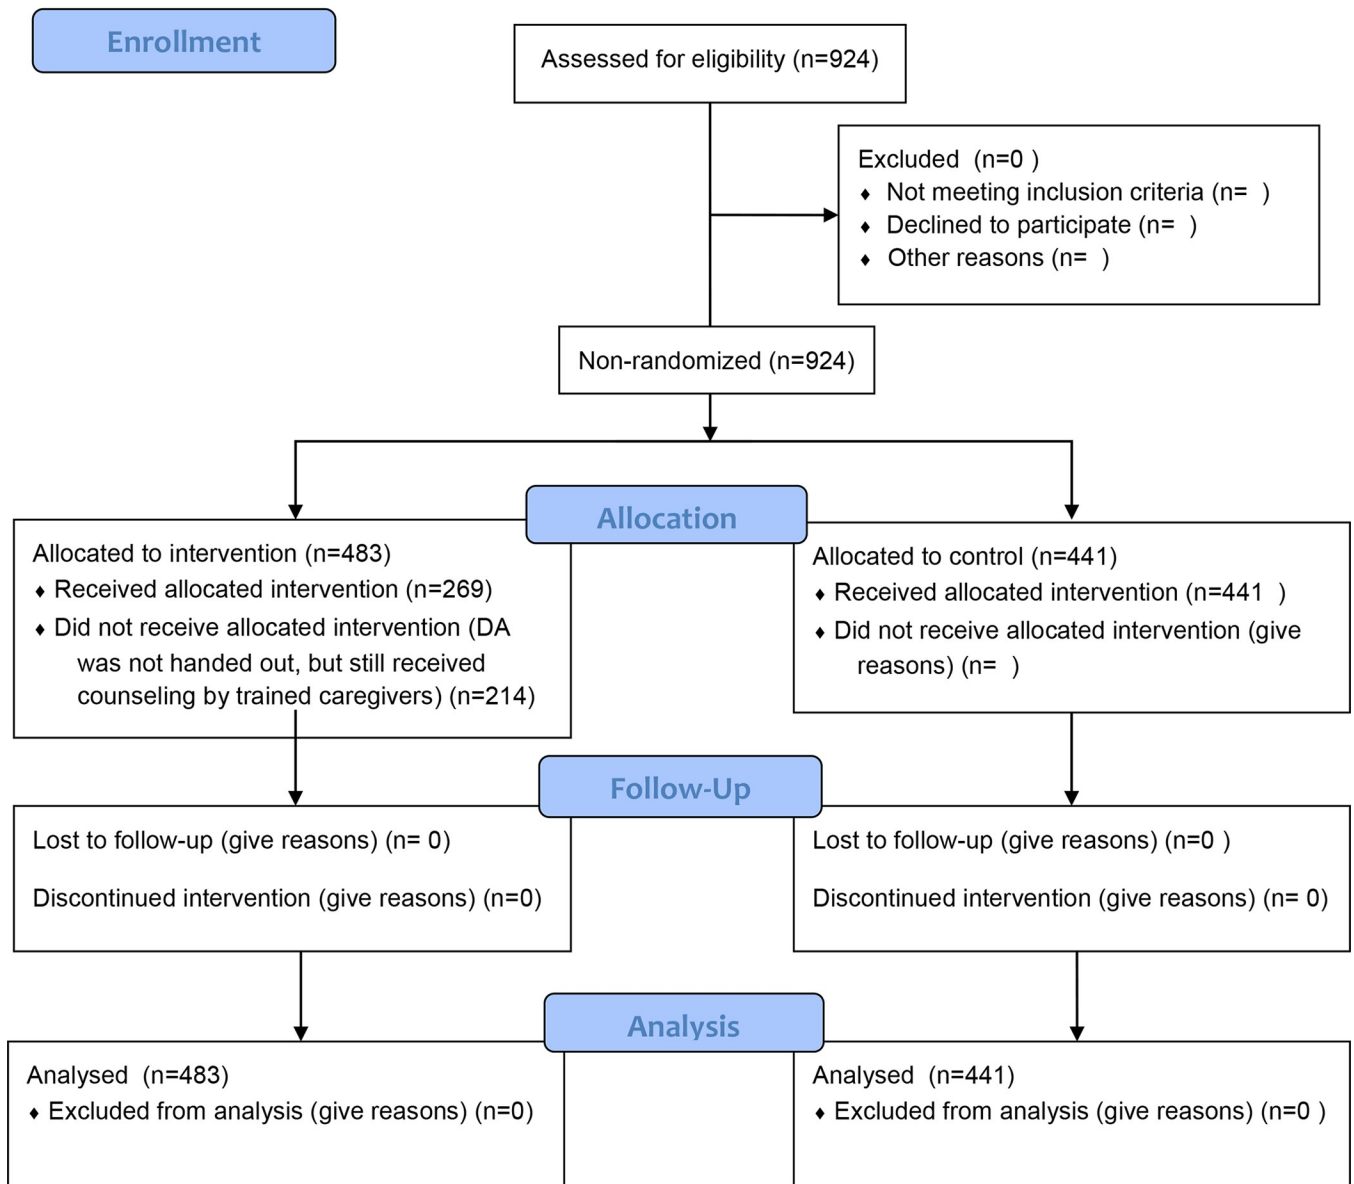 Enrollment
Assessed for eligibility (n=924)
Excluded  (n=0 )
♦ Not meeting inclusion criteria (n=  )
♦ Declined to participate (n=  )
♦ Other reasons (n=  )
Non-randomized (n=924)
Allocation
Allocated to intervention (n=483)
♦ Received allocated intervention (n=269)
♦ Did not receive allocated intervention (DA
was not handed out, but still received
counseling by trained caregivers) (n=214)
Allocated to control (n=441)
♦ Received allocated intervention (n=441  )
♦ Did not receive allocated intervention (give
reasons) (n=  )
Follow-Up
Lost to follow-up (give reasons) (n= 0)
Discontinued intervention (give reasons) (n=0)
Lost to follow-up (give reasons) (n=0 )
Discontinued intervention (give reasons) (n= 0)
Analysis
Analysed  (n=483)
♦ Excluded from analysis (give reasons) (n=0)
Analysed  (n=441)
♦ Excluded from analysis (give reasons) (n=0 )